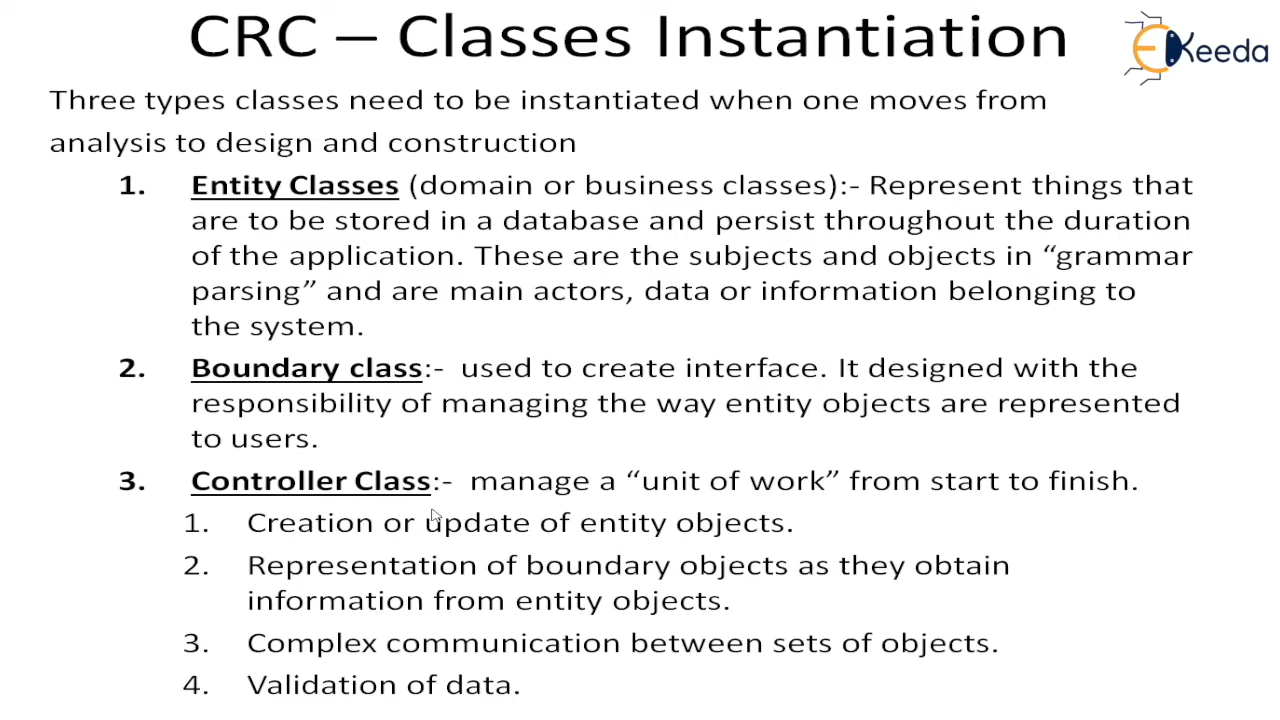 CRC – Classes Instantiation
EKeeda
Three types classes need to be instantiated when one moves from
analysis to design and construction
1. Entity Classes (domain or business classes):- Represent things that
are to be stored in a database and persist throughout the duration
of the application. These are the subjects and objects in “grammar
parsing” and are main actors, data or information belonging to
the system.
2. Boundary class:- used to create interface. It designed with the
responsibility of managing the way entity objects are represented
to users.
3. Controller Class:- manage a “unit of work” from start to finish.
1. Creation or update of entity objects.
2. Representation of boundary objects as they obtain
information from entity objects.
3. Complex communication between sets of objects.
4. Validation of data.